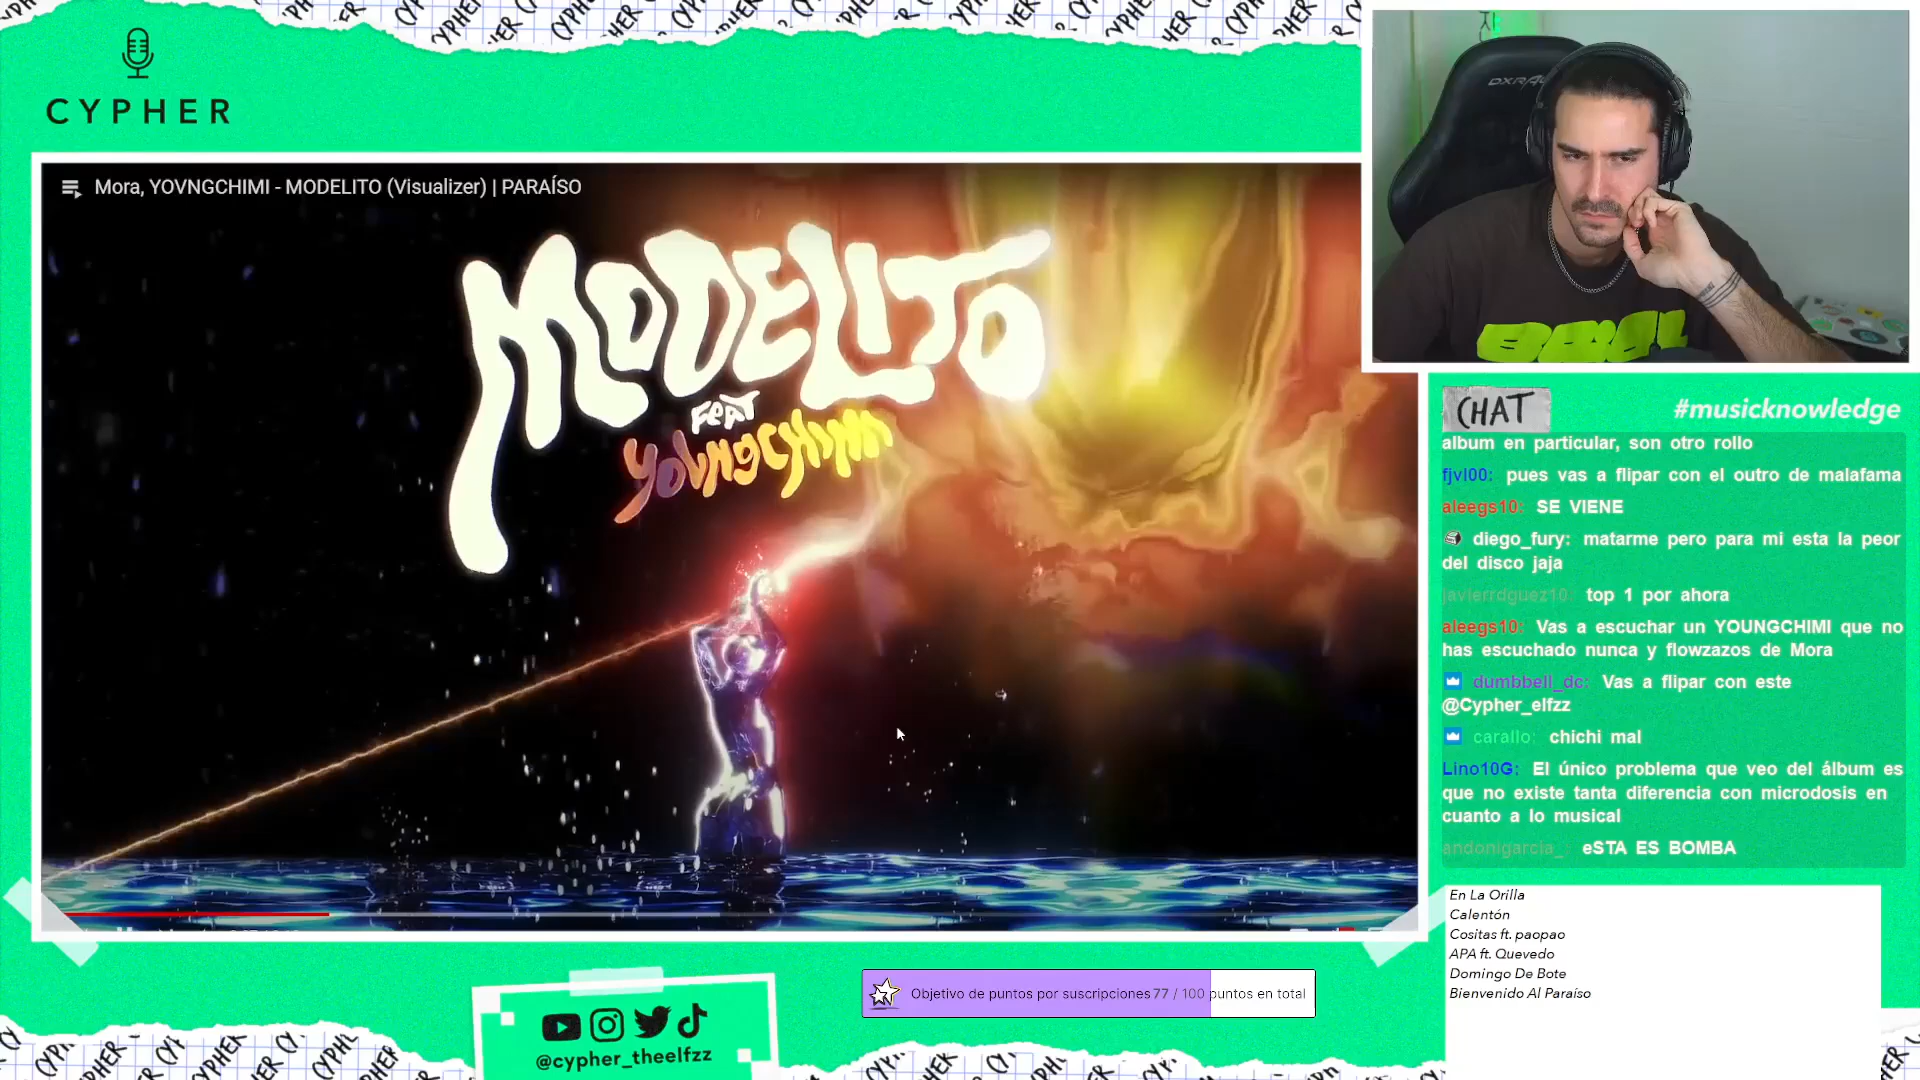 CYPHER
Mora, YOVNGCHIMI - MODELITO (Visualizer) | PARAÍSO
MODELITO
FEAT
YOVNGCHIMI
DXRA
CHAT
#musicknowledge
album en particular, son otro rollo
fjvl00: pues vas a flipar con el outro de malafama
aleegs10: SE VIENE
diego_fury: matarme pero para mi esta la peor
del disco jaja
javierrdguez10: top 1 por ahora
aleegs10: Vas a escuchar un YOUNGCHIMI que no
has escuchado nunca y flowzazos de Mora
dumbbell_dc: Vas a flipar con este
@Cypher_elfzz
carallo: chichi mal
Lino10G: El único problema que veo del álbum es
que no existe tanta diferencia con microdosis en
cuanto a lo musical
andonigarcia_: eSTA ES BOMBA
En La Orilla
Calentón
Cositas ft. paopao
APA ft. Quevedo
Domingo De Bote
Bienvenido Al Paraíso
Objetivo de puntos por suscripciones 77 / 100 puntos en total
@cypher_theelfzz